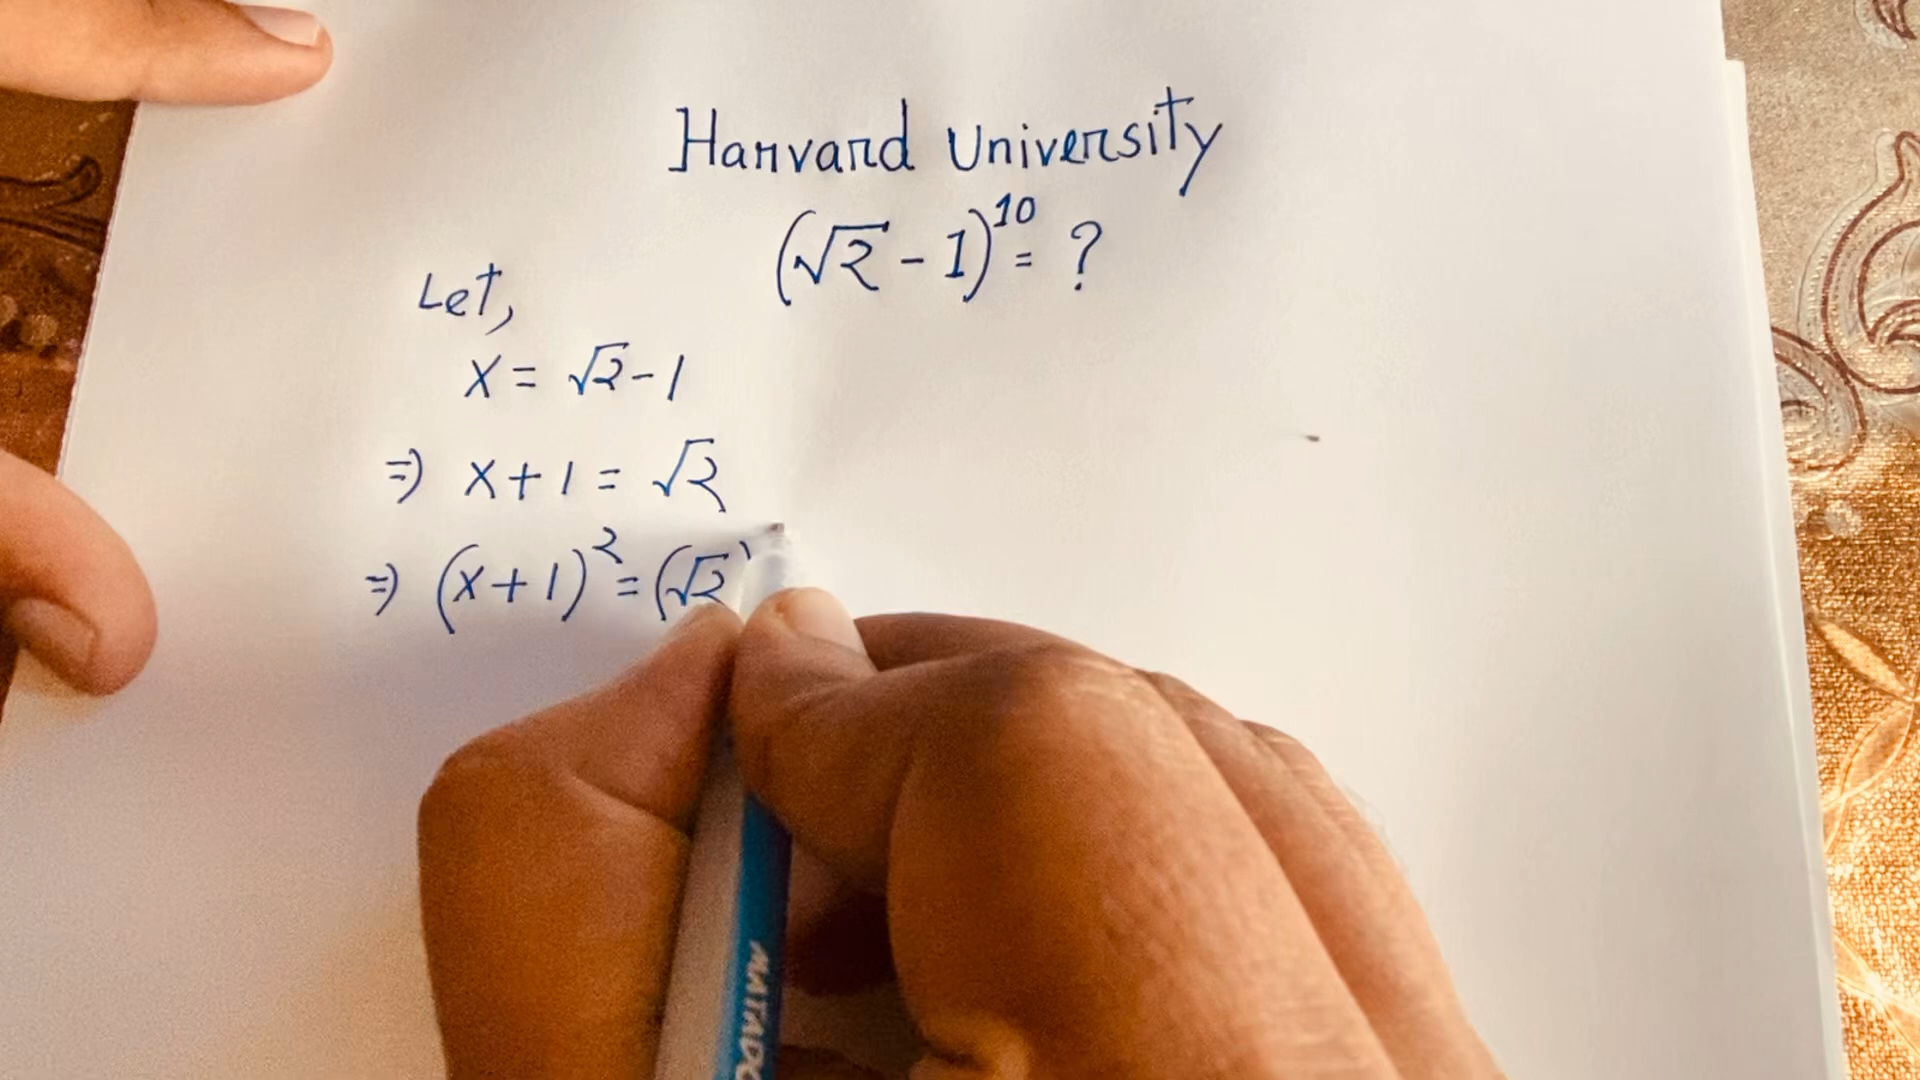 Harvard University
(√2 - 1)^10 = ?
Let,
x = √2 - 1
⇒ x + 1 = √2
⇒ (x + 1)^2 = (√2)